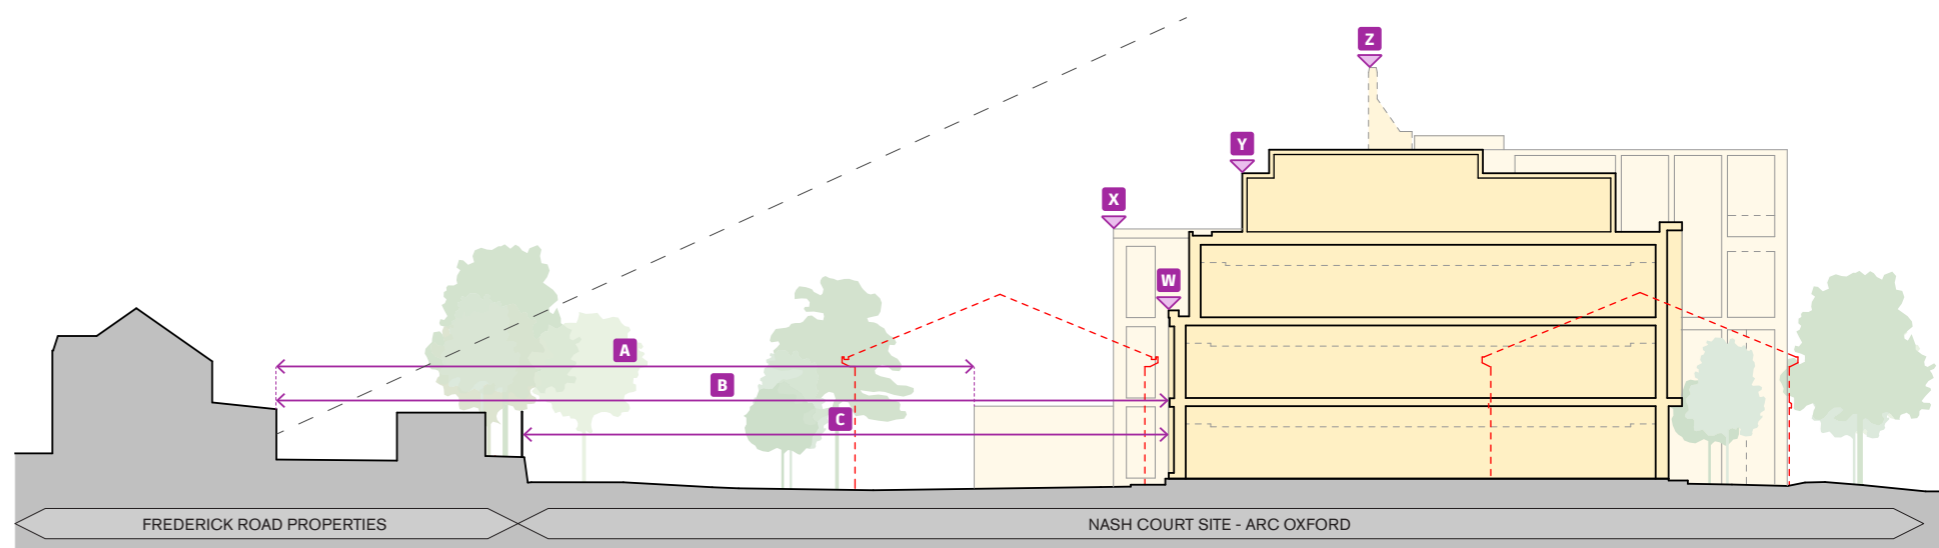 Z
Y
X
W
A
B
C
FREDERICK ROAD PROPERTIES
NASH COURT SITE - ARC OXFORD